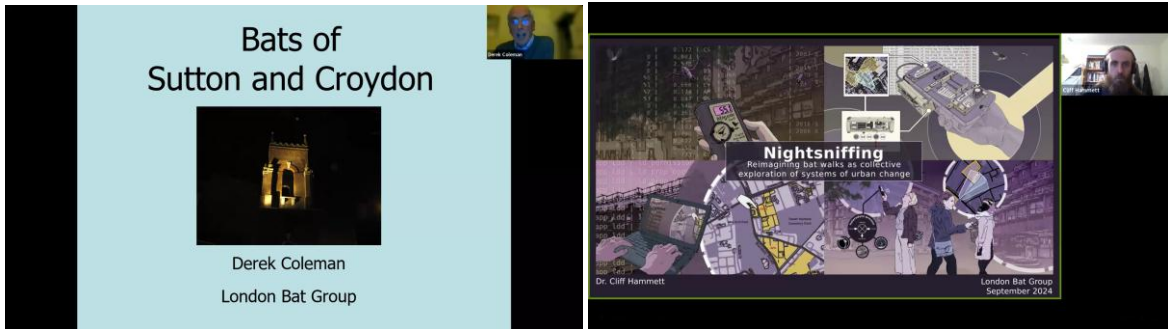 Bats of
Sutton and Croydon
Derek Coleman
London Bat Group
Derek Coleman
Nightsniffing
Reimagining bat walks as collective
exploration of systems of urban change
Dr. Cliff Hammett
London Bat Group
September 2024
Cliff Hammett